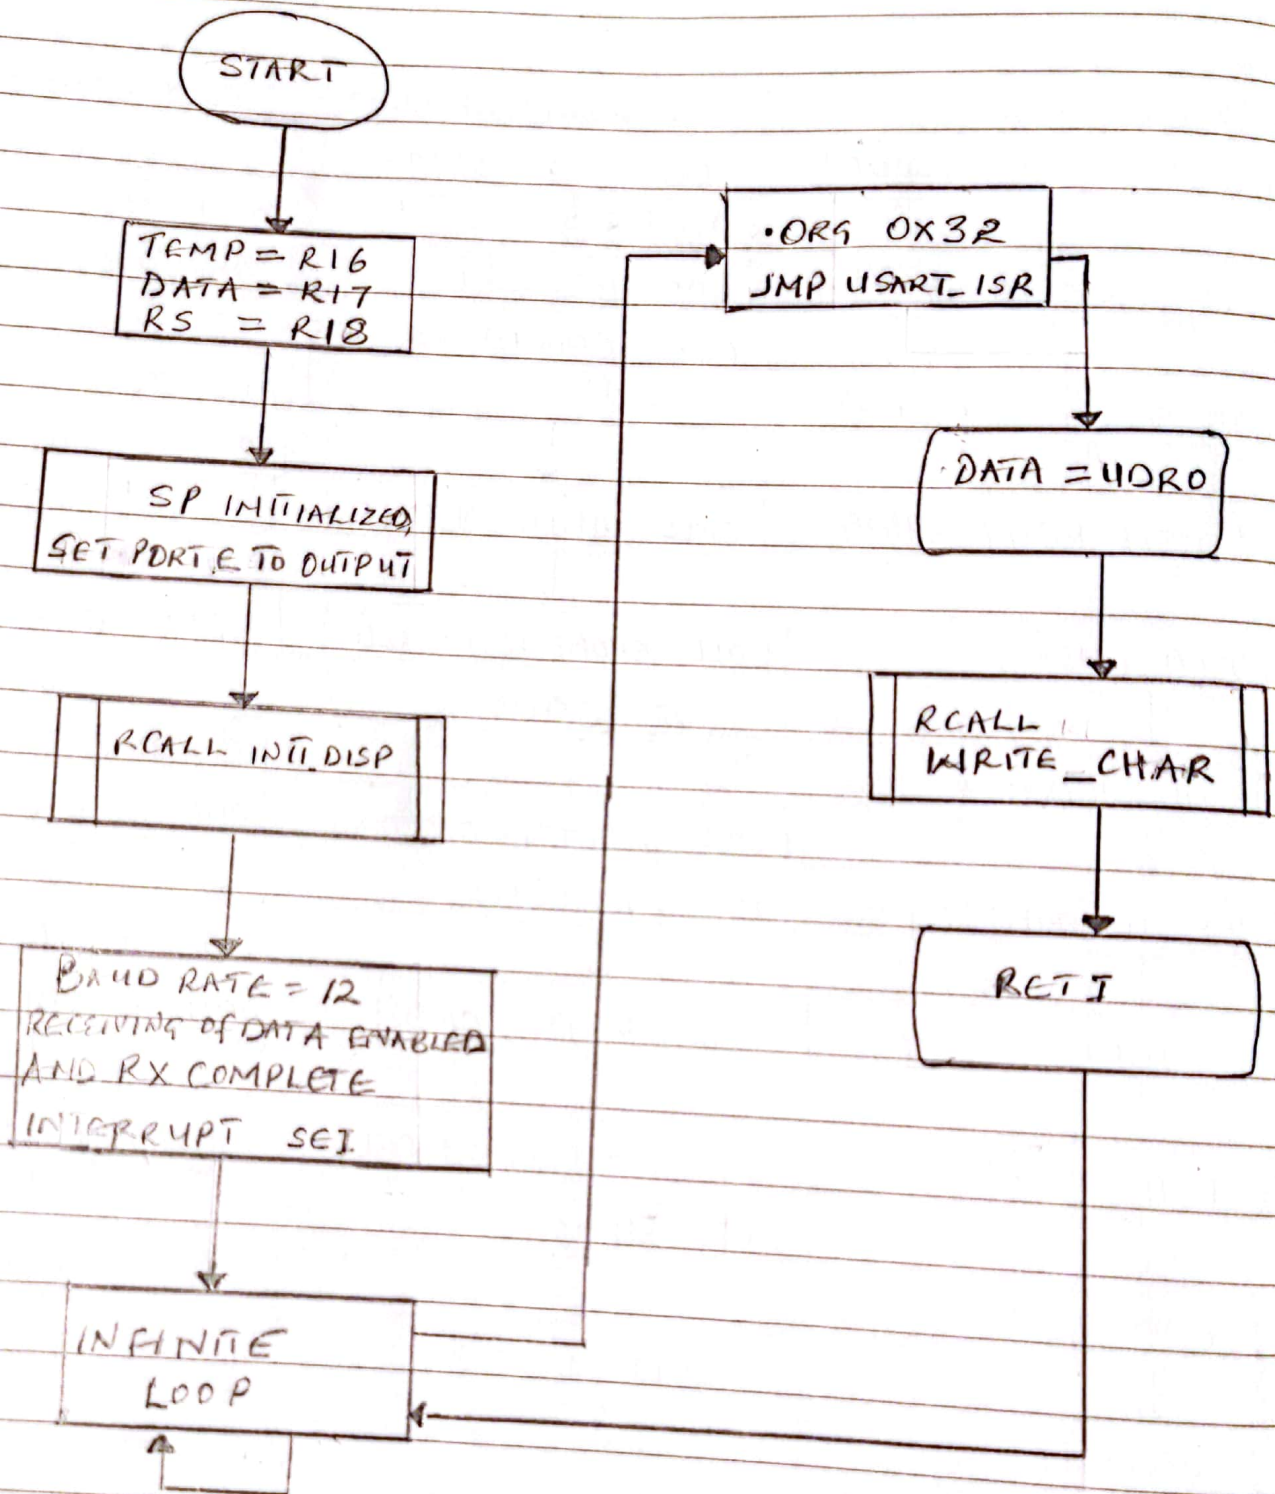 START
TEMP = R16
DATA = R17
RS = R18
SP INITIALIZED,
SET PORT E TO OUTPUT
RCALL INIT_DISP
BAUD RATE = 12
RECEIVING OF DATA ENABLED
AND RX COMPLETE
INTERRUPT SEI
INFINITE
LOOP
.ORG 0X32
JMP USART_ISR
DATA = UDR0
RCALL
WRITE_CHAR
RETI